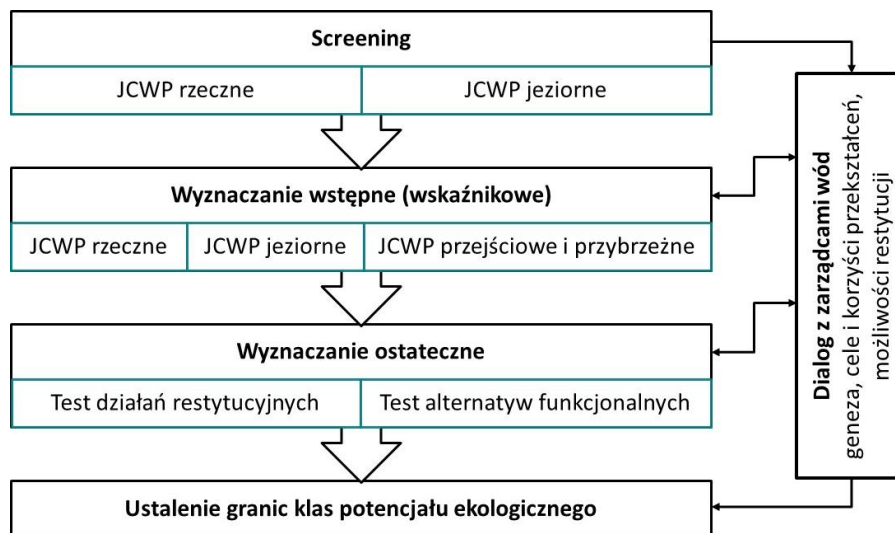 Screening
JCWP rzeczne
JCWP jeziorne
Wyznaczanie wstępne (wskaźnikowe)
JCWP rzeczne
JCWP jeziorne
JCWP przejściowe i przybrzeżne
Wyznaczanie ostateczne
Test działań restytucyjnych
Test alternatyw funkcjonalnych
Ustalenie granic klas potencjału ekologicznego
Dialog z zarządcami wód
geneza, cele i korzyści przekształceń,
możliwości restytucji